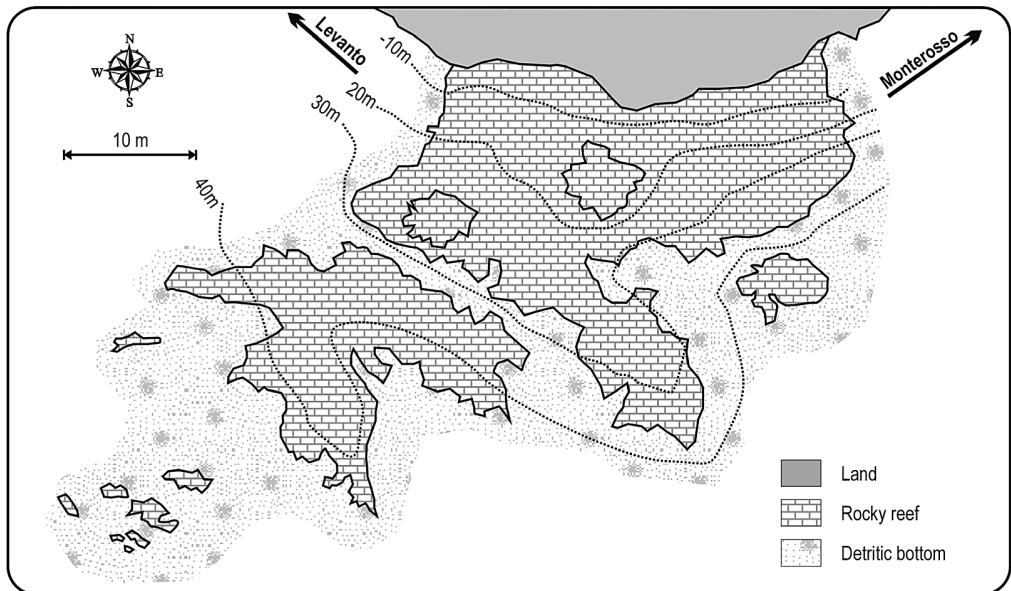 N
W E
S
10 m
Levanto
-10m
20m
30m
40m
Monterosso
Land
Rocky reef
Detritic bottom